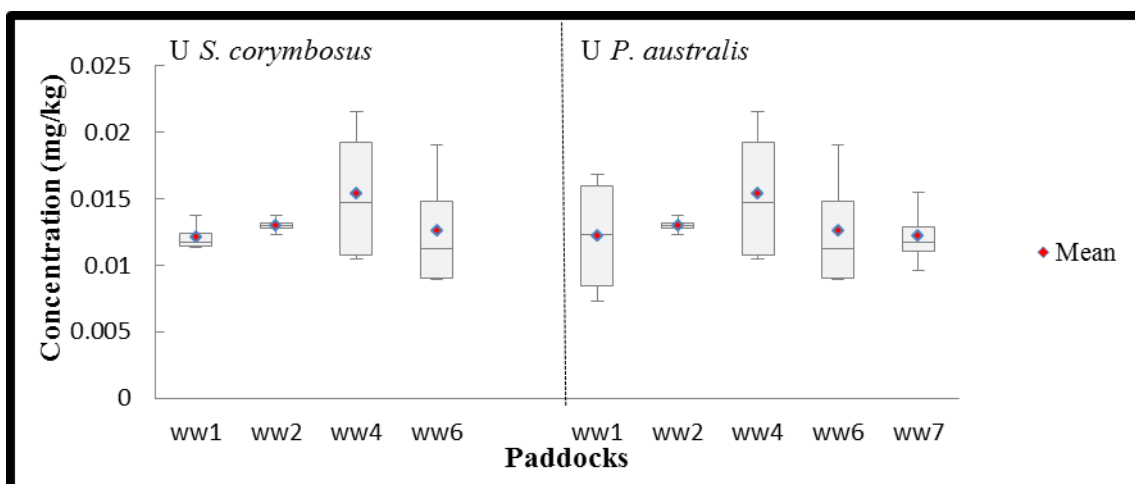 U S. corymbosus
U P. australis
Concentration (mg/kg)
0.025
0.02
0.015
0.01
0.005
0
Mean
ww1 ww2 ww4 ww6 ww1 ww2 ww4 ww6 ww7
Paddocks